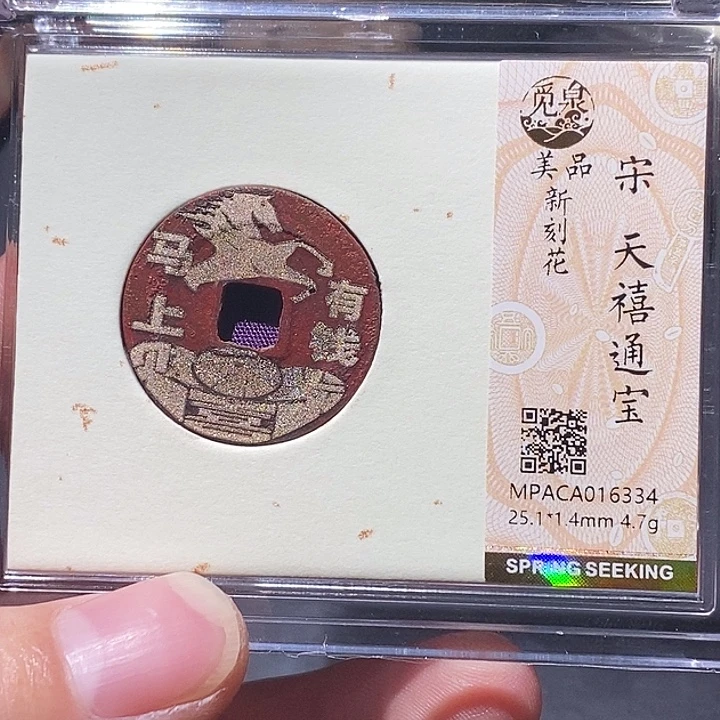 马上
有钱
觅泉
美品
新刻花
宋 天禧通宝
MPACA016334
25.1*1.4mm 4.7g
SPRING SEEKING